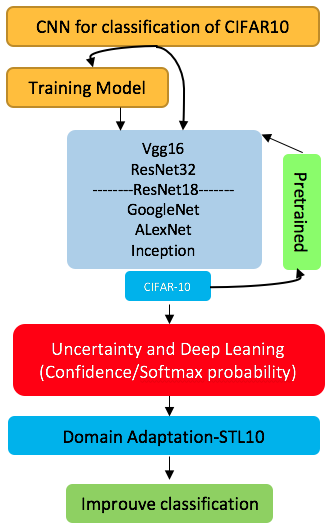 CNN for classification of CIFAR10
Training Model
Vgg16
ResNet32
--------ResNet18-------
GoogleNet
ALexNet
Inception
Pretrained
CIFAR-10
Uncertainty and Deep Leaning
(Confidence/Softmax probability)
Domain Adaptation-STL10
Improuve classification